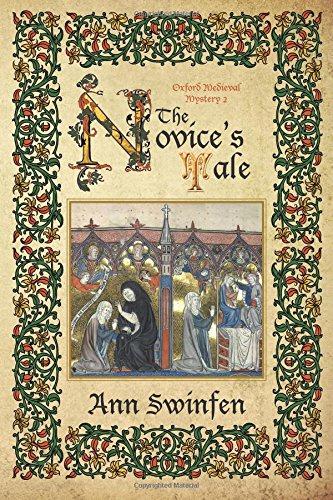 Oxford Medieval
Mystery 2
The
Novice's
Tale
Ann Swinfen